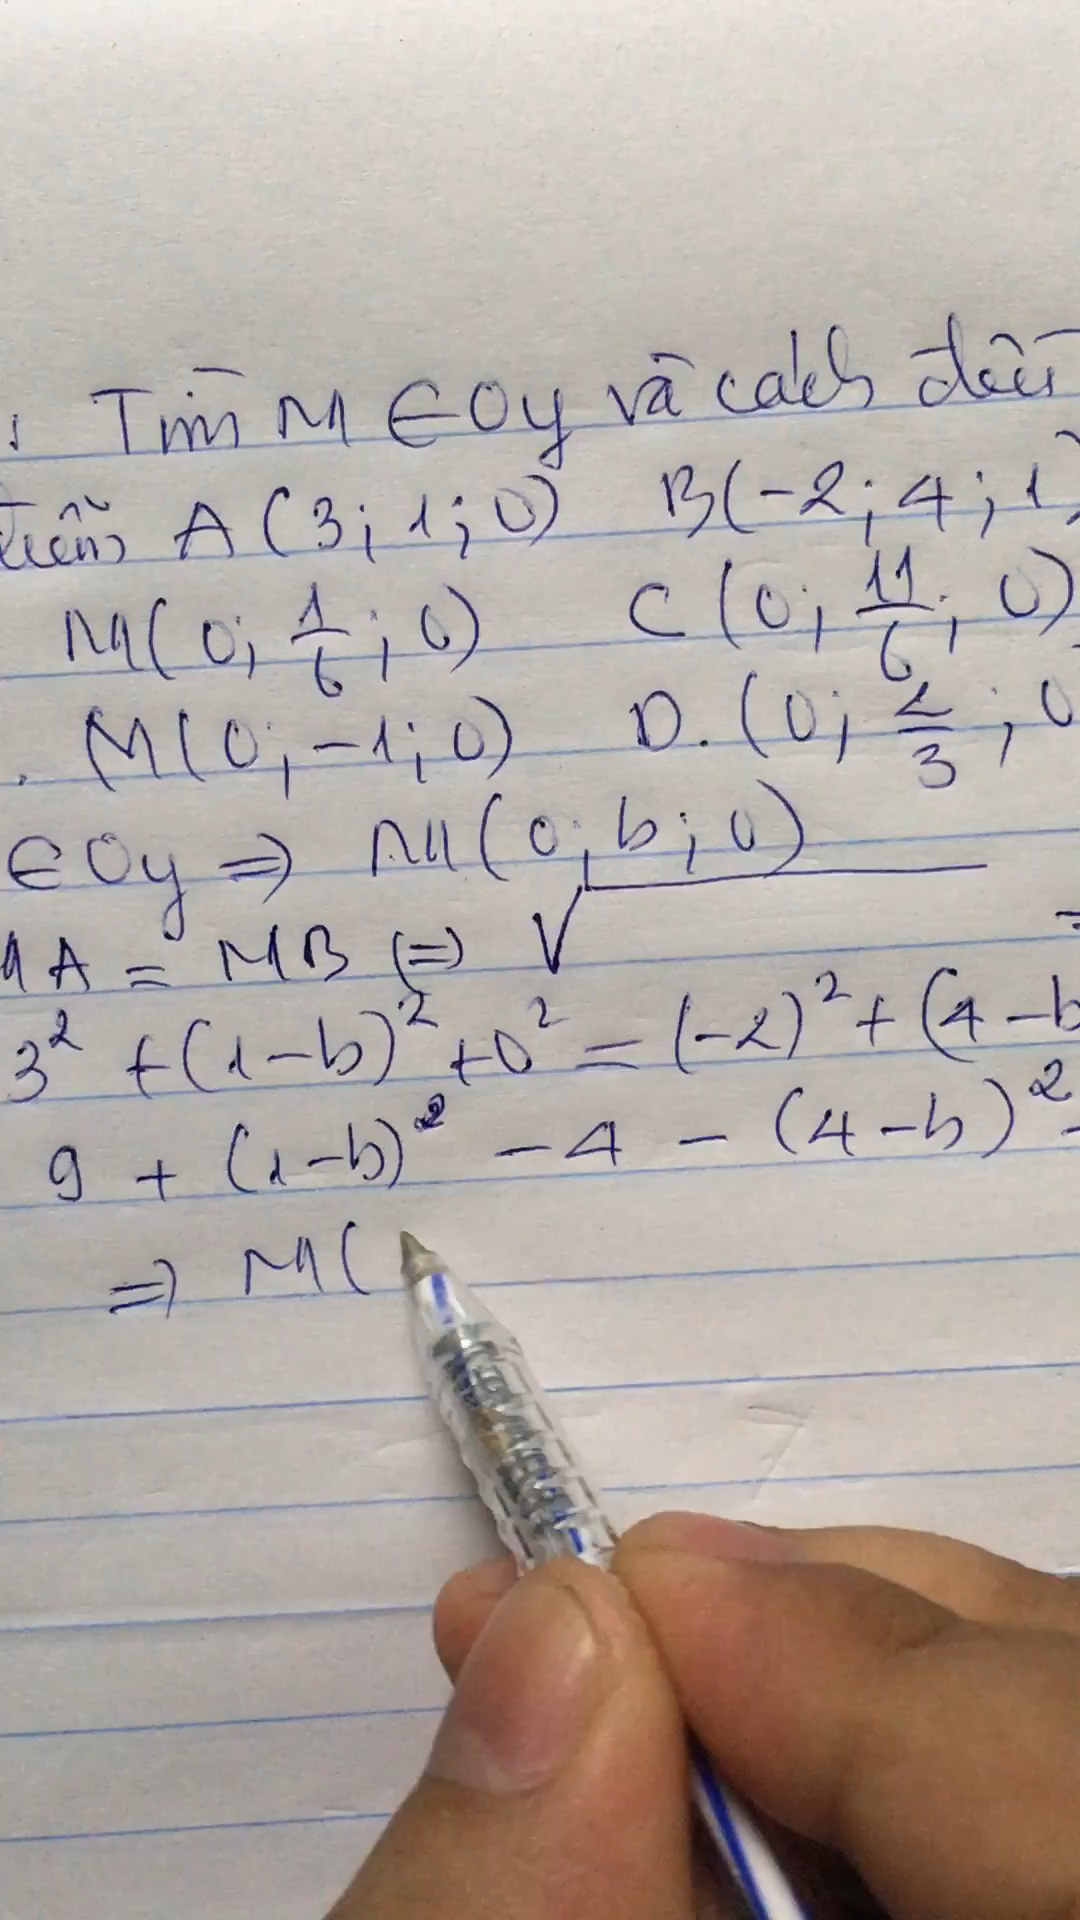 Tìm M ∈ Oy và cách đều
điểm A (3; 1; 0) B(-2; 4; 1)
M(0; 1/6; 0) C (0; 11/6; 0)
. M(0; -1; 0) D. (0; 2/3; 0
∈ Oy => M(0; b; 0)
MA = MB (=) √ =
3² + (1-b)² + 0² = (-2)² + (4-b
9 + (1-b)² - 4 - (4-b)² -
=> M(